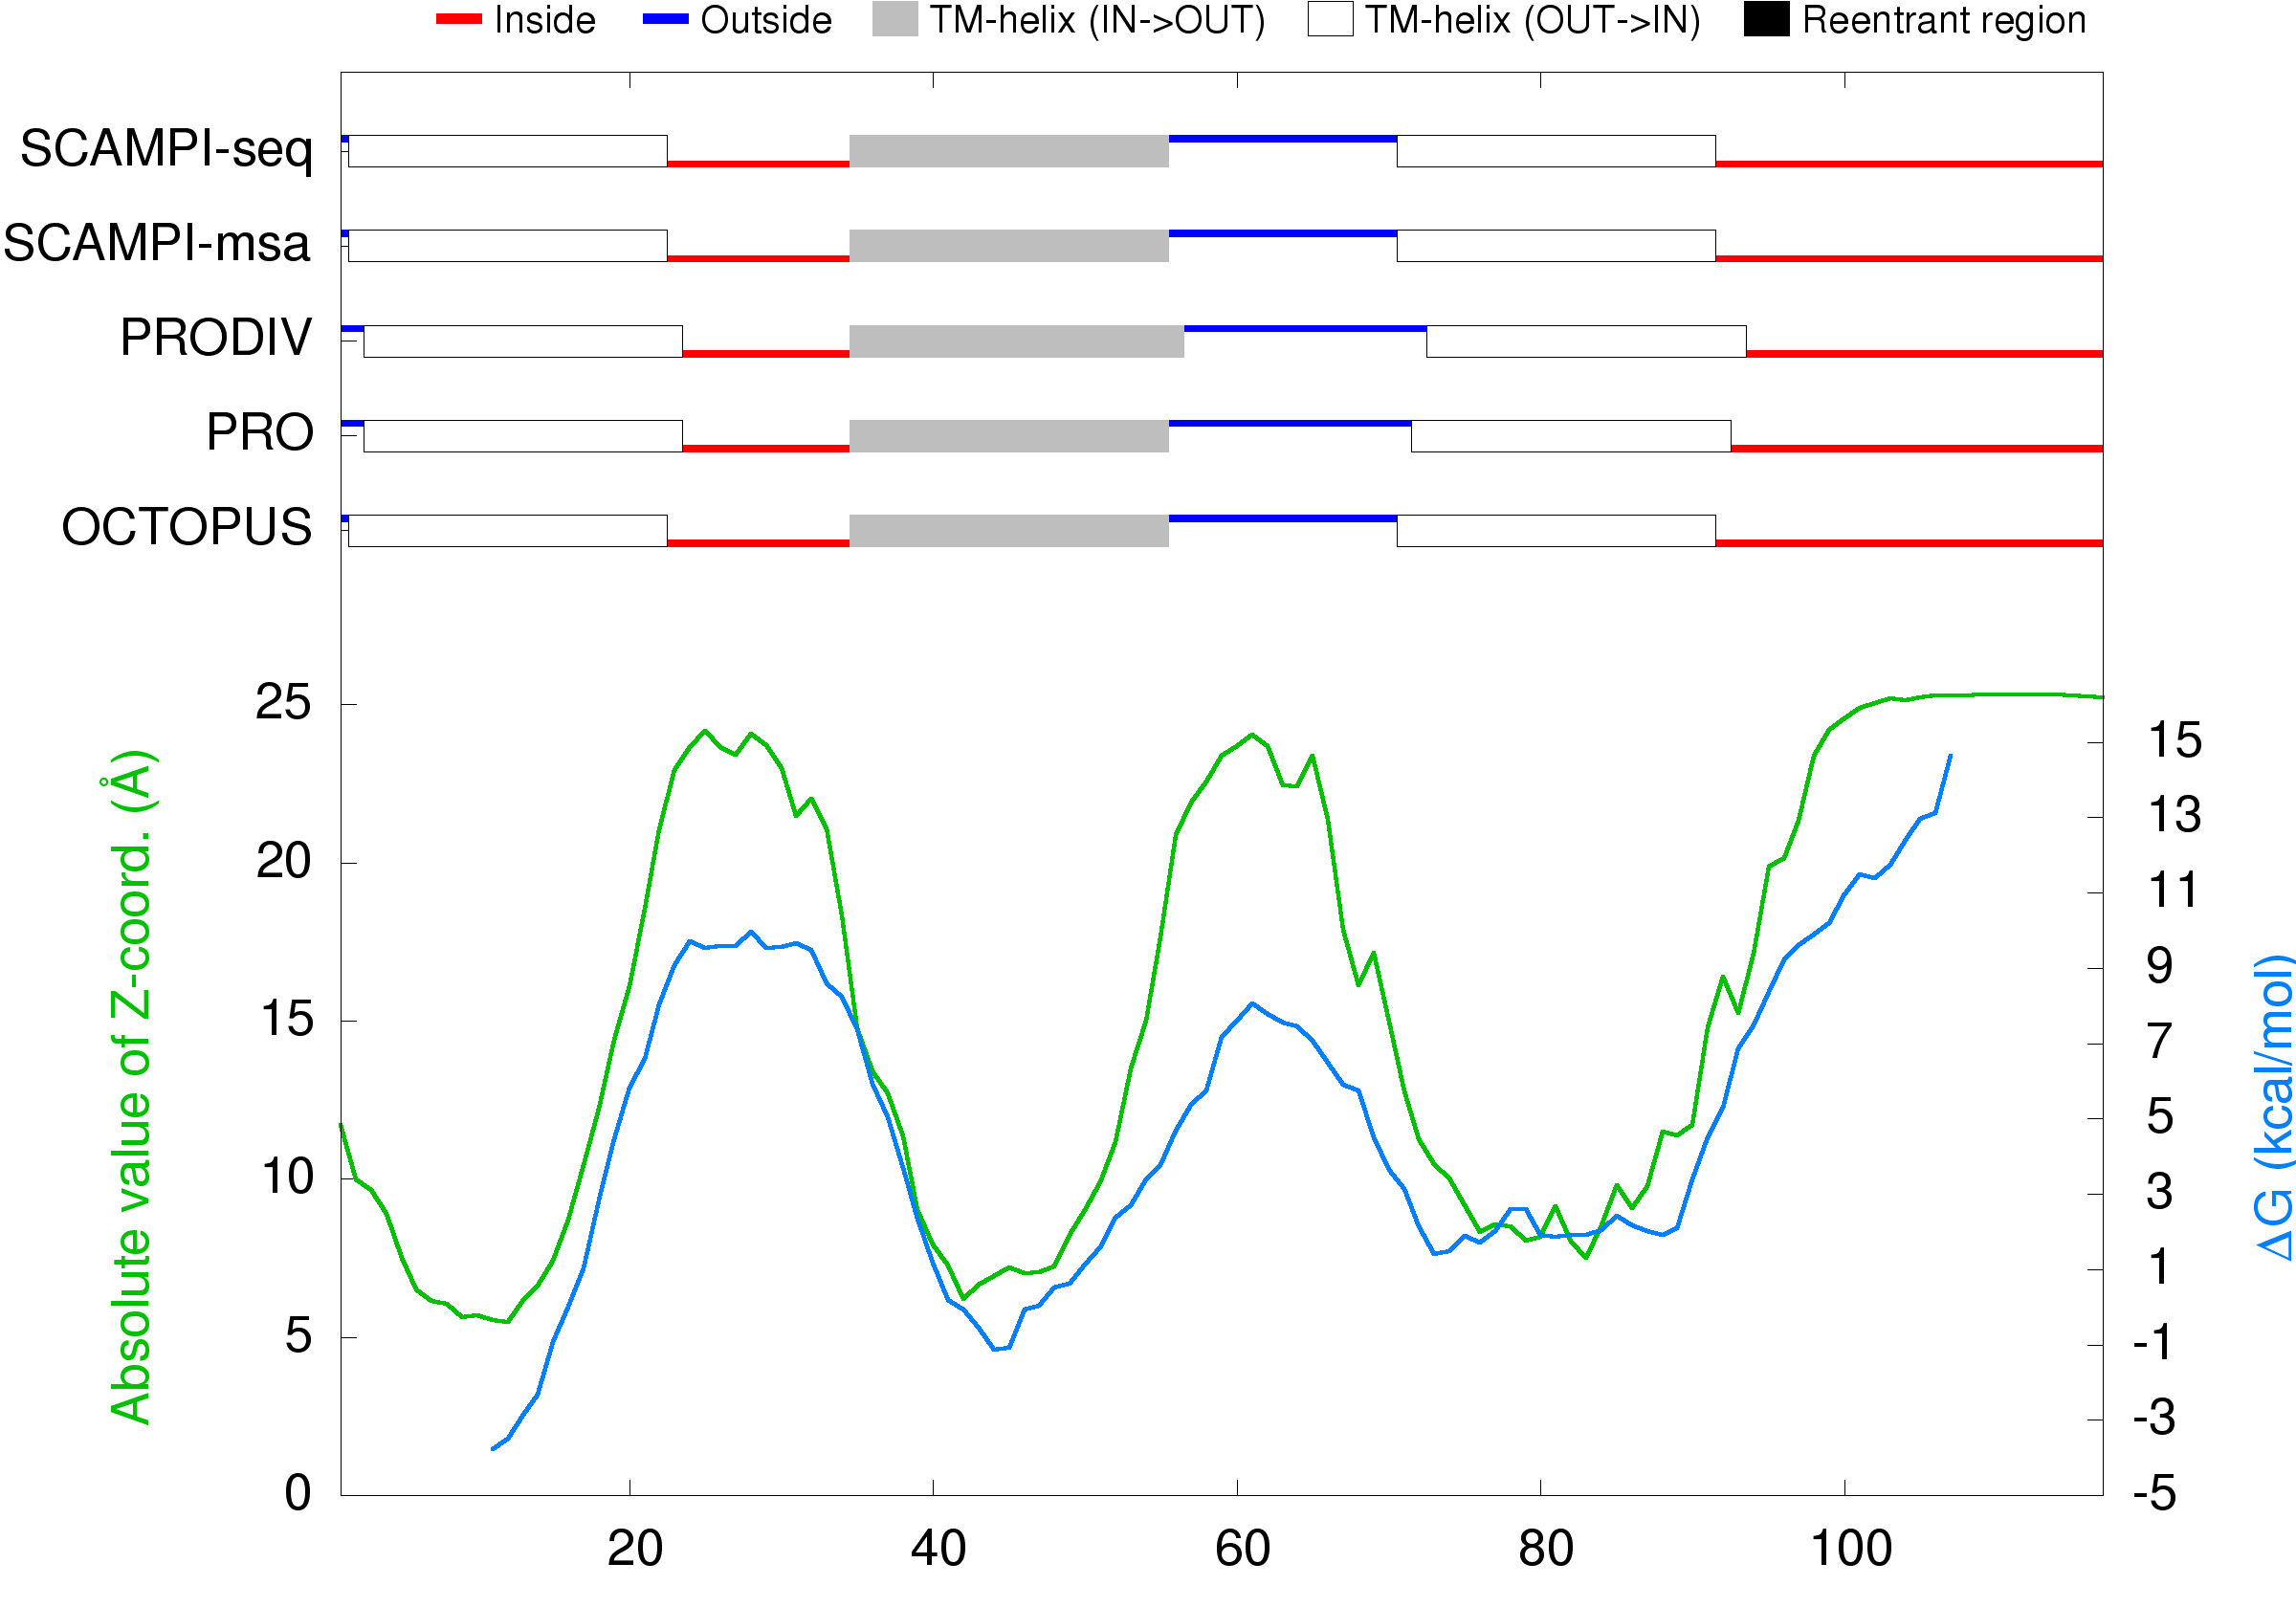 Inside Outside TM-helix (IN->OUT) TM-helix (OUT->IN) Reentrant region
SCAMPI-seq
SCAMPI-msa
PRODIV
PRO
OCTOPUS
25
20
15
10
5
0
Absolute value of Z-coord. (Å)
15
13
11
9
7
5
3
1
-1
-3
-5
ΔG (kcal/mol)
20 40 60 80 100